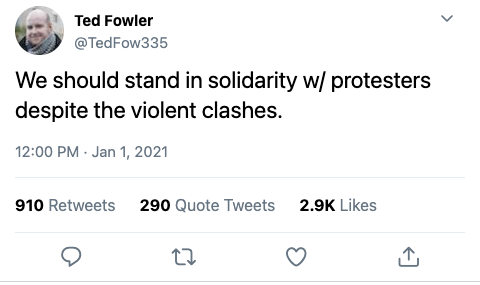 Ted Fowler
@TedFow335
We should stand in solidarity w/ protesters
despite the violent clashes.
12:00 PM · Jan 1, 2021
910 Retweets 290 Quote Tweets 2.9K Likes